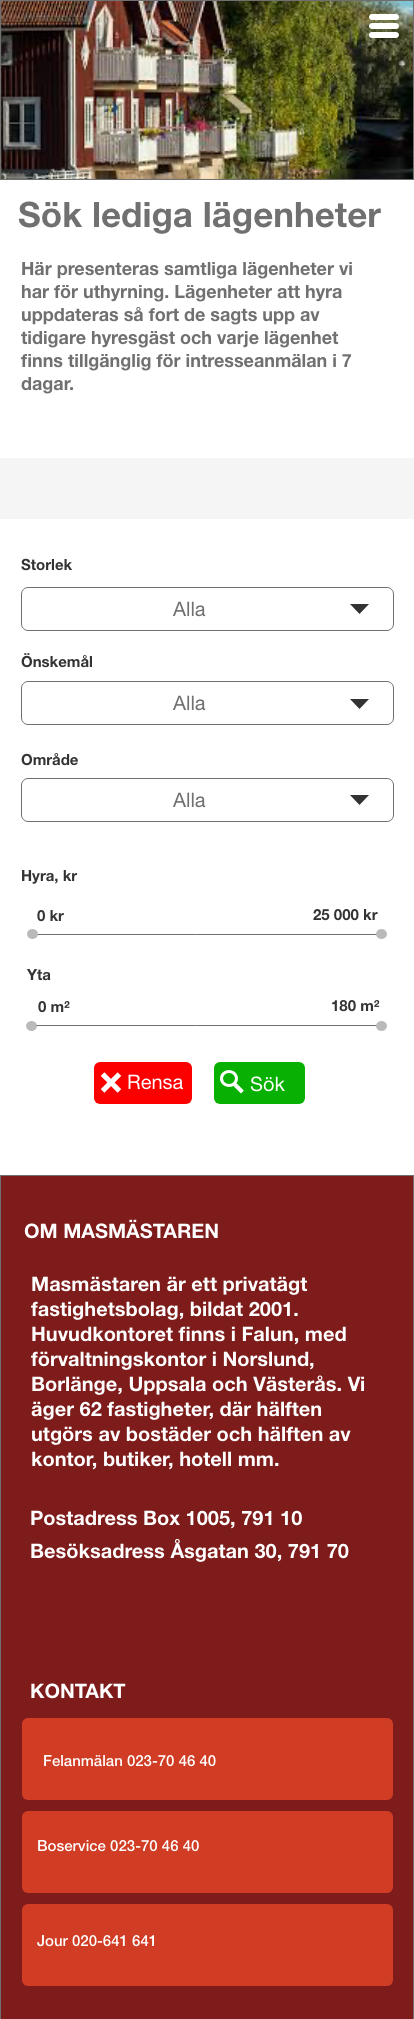 Sök lediga lägenheter
Här presenteras samtliga lägenheter vi
har för uthyrning. Lägenheter att hyra
uppdateras så fort de sagts upp av
tidigare hyresgäst och varje lägenhet
finns tillgänglig för intresseanmälan i 7
dagar.
Storlek
Alla
Önskemål
Alla
Område
Alla
Hyra, kr
0 kr 25 000 kr
Yta
0 m² 180 m²
Rensa Sök
OM MASMÄSTAREN
Masmästaren är ett privatägt
fastighetsbolag, bildat 2001.
Huvudkontoret finns i Falun, med
förvaltningskontor i Norslund,
Borlänge, Uppsala och Västerås. Vi
äger 62 fastigheter, där hälften
utgörs av bostäder och hälften av
kontor, butiker, hotell mm.
Postadress Box 1005, 791 10
Besöksadress Åsgatan 30, 791 70
KONTAKT
Felanmälan 023-70 46 40
Boservice 023-70 46 40
Jour 020-641 641